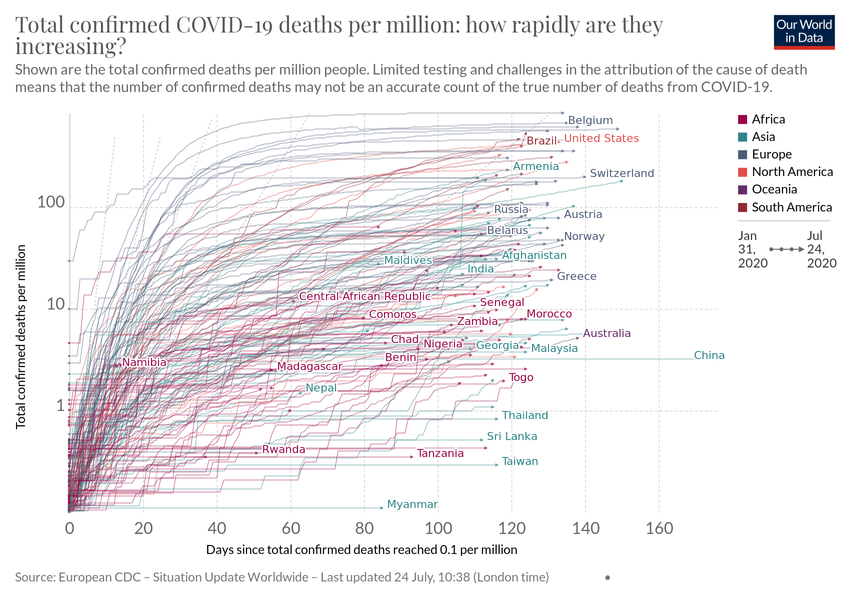 Total confirmed COVID-19 deaths per million: how rapidly are they
increasing?
Our World
in Data
Shown are the total confirmed deaths per million people. Limited testing and challenges in the attribution of the cause of death
means that the number of confirmed deaths may not be an accurate count of the true number of deaths from COVID-19.
Total confirmed deaths per million
100
10
1
Belgium
Brazil
United States
Armenia
Switzerland
Russia
Austria
Belarus
Norway
Maldives
Afghanistan
India
Greece
Central African Republic
Senegal
Comoros
Morocco
Zambia
Australia
Chad
Nigeria
Georgia
Malaysia
China
Benin
Namibia
Madagascar
Togo
Nepal
Thailand
Sri Lanka
Rwanda
Tanzania
Taiwan
Myanmar
0 20 40 60 80 100 120 140 160
Days since total confirmed deaths reached 0.1 per million
Africa
Asia
Europe
North America
Oceania
South America
Jan Jul
31, 24,
2020 2020
Source: European CDC – Situation Update Worldwide – Last updated 24 July, 10:38 (London time)